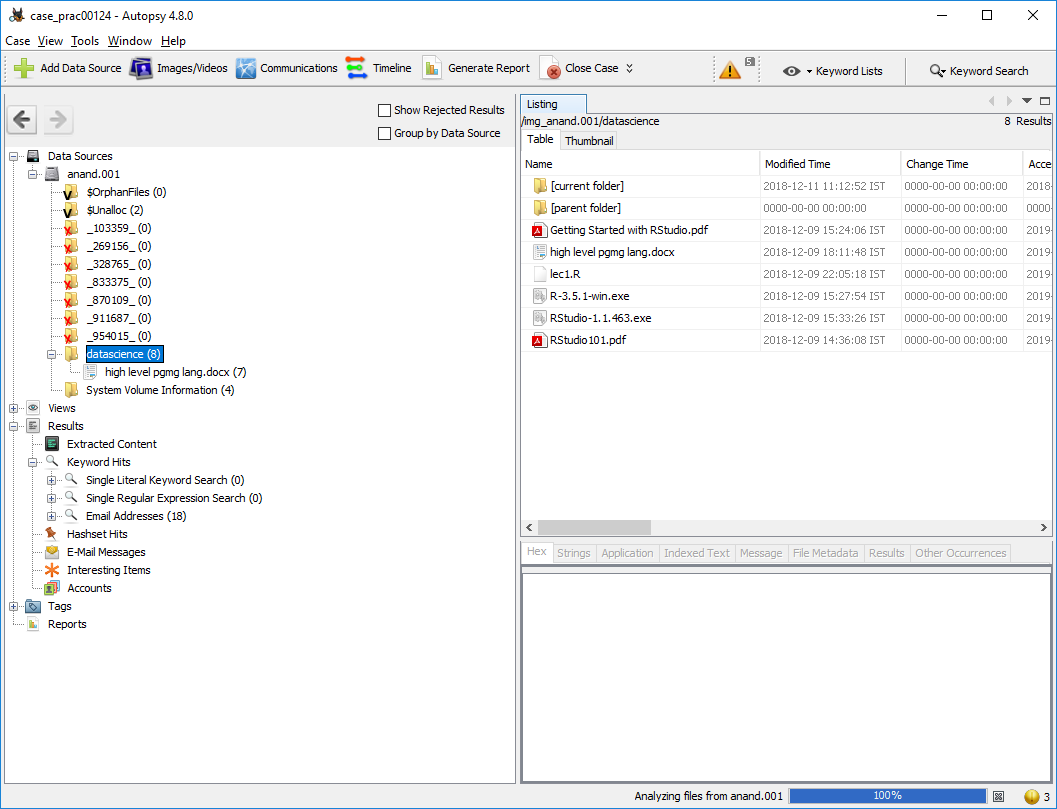 case_prac00124 - Autopsy 4.8.0
Case View Tools Window Help
Add Data Source Images/Videos Communications Timeline Generate Report Close Case 5 Keyword Lists Keyword Search
Show Rejected Results
Group by Data Source
Data Sources
anand.001
$OrphanFiles (0)
$Unalloc (2)
_103359_ (0)
_269156_ (0)
_328765_ (0)
_833375_ (0)
_870109_ (0)
_911687_ (0)
_954015_ (0)
datascience (8)
high level pgmg lang.docx (7)
System Volume Information (4)
Views
Results
Extracted Content
Keyword Hits
Single Literal Keyword Search (0)
Single Regular Expression Search (0)
Email Addresses (18)
Hashset Hits
E-Mail Messages
Interesting Items
Accounts
Tags
Reports
Listing
/img_anand.001/datascience 8 Results
Table Thumbnail
Name Modified Time Change Time Acce
[current folder] 2018-12-11 11:12:52 IST 0000-00-00 00:00:00 2018-
[parent folder] 0000-00-00 00:00:00 0000-00-00 00:00:00 0000-
Getting Started with RStudio.pdf 2018-12-09 15:24:06 IST 0000-00-00 00:00:00 2019-
high level pgmg lang.docx 2018-12-09 18:11:48 IST 0000-00-00 00:00:00 2019-
lec1.R 2018-12-09 22:05:18 IST 0000-00-00 00:00:00 2019-
R-3.5.1-win.exe 2018-12-09 15:27:54 IST 0000-00-00 00:00:00 2019-
RStudio-1.1.463.exe 2018-12-09 15:33:26 IST 0000-00-00 00:00:00 2019-
RStudio101.pdf 2018-12-09 14:36:08 IST 0000-00-00 00:00:00 2019-
Hex Strings Application Indexed Text Message File Metadata Results Other Occurrences
Analyzing files from anand.001 100% 3